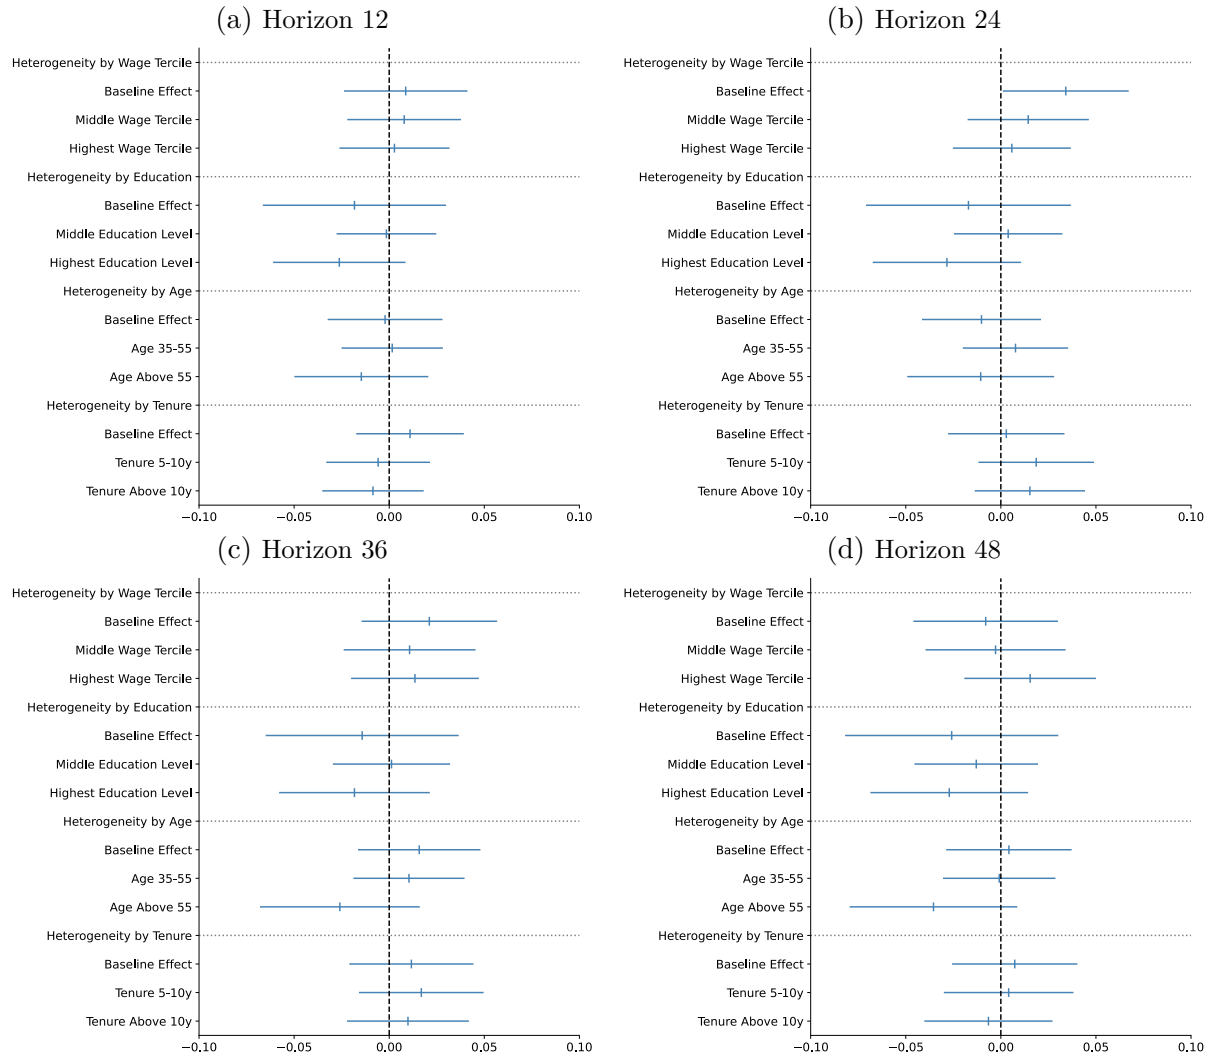 (a) Horizon 12
Heterogeneity by Wage Tercile
Baseline Effect
Middle Wage Tercile
Highest Wage Tercile
Heterogeneity by Education
Baseline Effect
Middle Education Level
Highest Education Level
Heterogeneity by Age
Baseline Effect
Age 35-55
Age Above 55
Heterogeneity by Tenure
Baseline Effect
Tenure 5-10y
Tenure Above 10y
−0.10 −0.05 0.00 0.05 0.10
(b) Horizon 24
Heterogeneity by Wage Tercile
Baseline Effect
Middle Wage Tercile
Highest Wage Tercile
Heterogeneity by Education
Baseline Effect
Middle Education Level
Highest Education Level
Heterogeneity by Age
Baseline Effect
Age 35-55
Age Above 55
Heterogeneity by Tenure
Baseline Effect
Tenure 5-10y
Tenure Above 10y
−0.10 −0.05 0.00 0.05 0.10
(c) Horizon 36
Heterogeneity by Wage Tercile
Baseline Effect
Middle Wage Tercile
Highest Wage Tercile
Heterogeneity by Education
Baseline Effect
Middle Education Level
Highest Education Level
Heterogeneity by Age
Baseline Effect
Age 35-55
Age Above 55
Heterogeneity by Tenure
Baseline Effect
Tenure 5-10y
Tenure Above 10y
−0.10 −0.05 0.00 0.05 0.10
(d) Horizon 48
Heterogeneity by Wage Tercile
Baseline Effect
Middle Wage Tercile
Highest Wage Tercile
Heterogeneity by Education
Baseline Effect
Middle Education Level
Highest Education Level
Heterogeneity by Age
Baseline Effect
Age 35-55
Age Above 55
Heterogeneity by Tenure
Baseline Effect
Tenure 5-10y
Tenure Above 10y
−0.10 −0.05 0.00 0.05 0.10